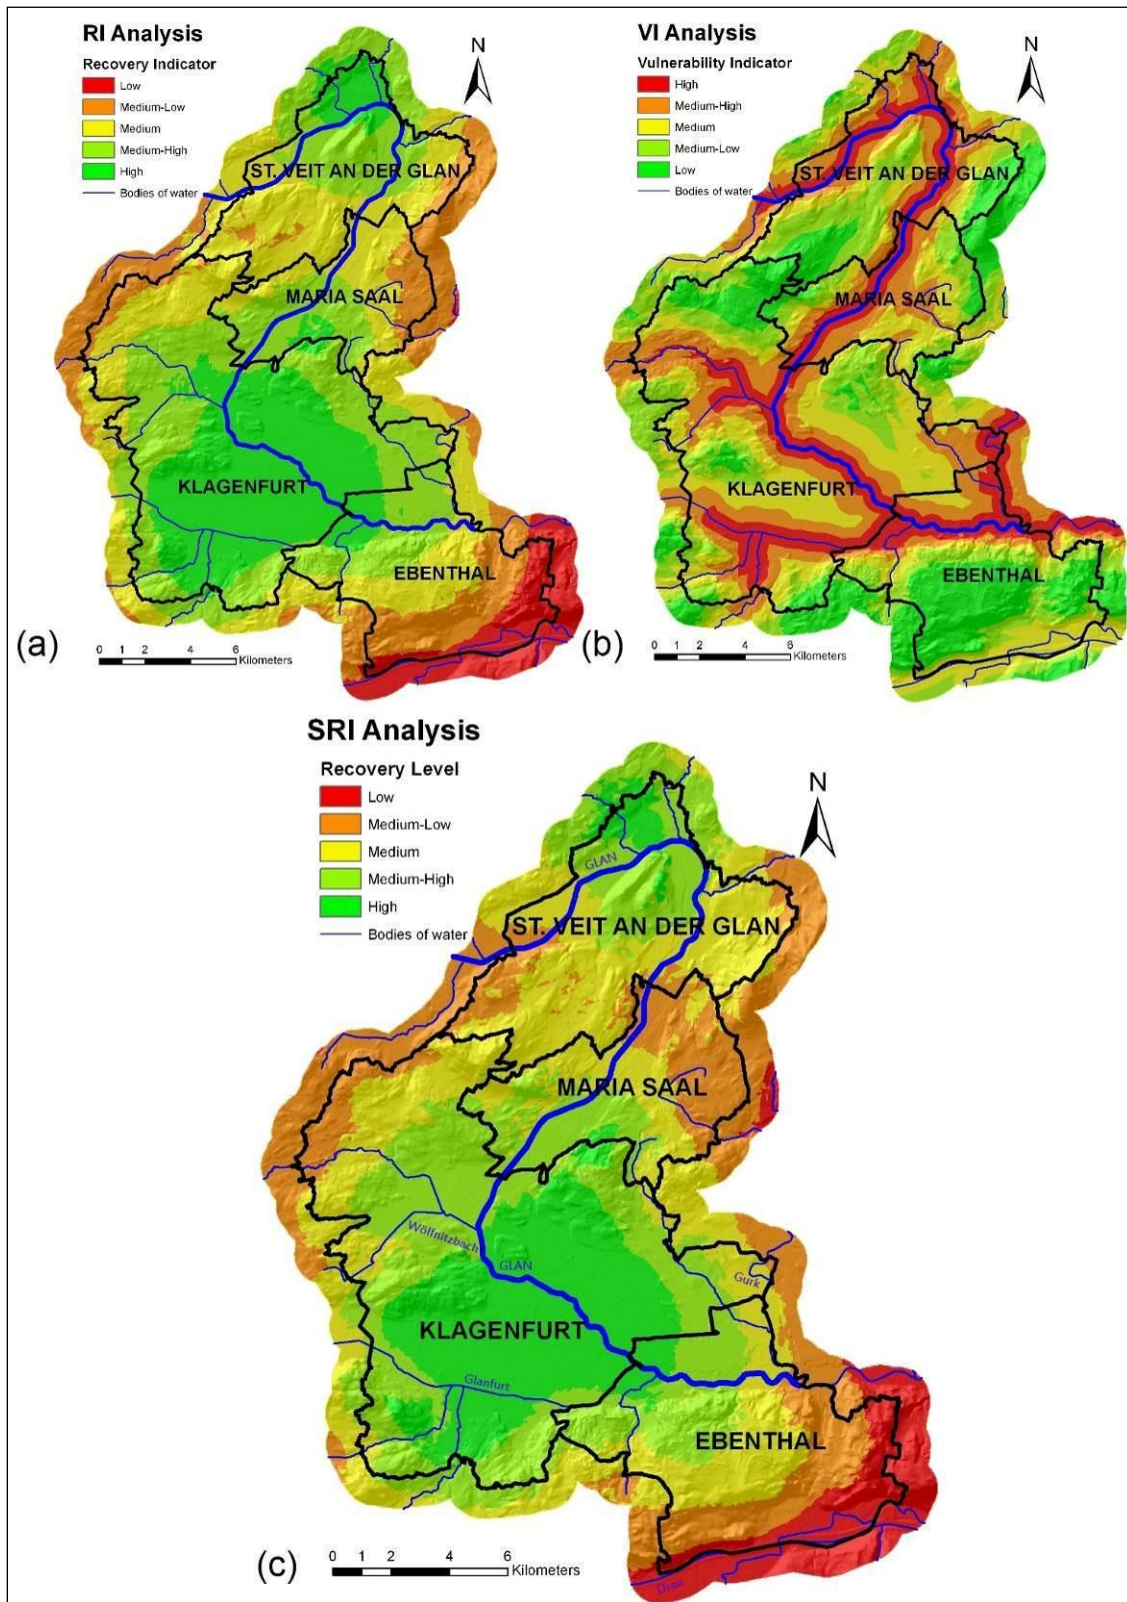 RI Analysis
Recovery Indicator
Low
Medium-Low
Medium
Medium-High
High
Bodies of water
N
ST. VEIT AN DER GLAN
MARIA SAAL
KLAGENFURT
EBENTHAL
(a)
0 1 2 4 6
Kilometers
VI Analysis
Vulnerability Indicator
High
Medium-High
Medium
Medium-Low
Low
Bodies of water
N
ST. VEIT AN DER GLAN
MARIA SAAL
KLAGENFURT
EBENTHAL
(b)
0 1 2 4 6
Kilometers
SRI Analysis
Recovery Level
Low
Medium-Low
Medium
Medium-High
High
Bodies of water
N
GLAN
ST. VEIT AN DER GLAN
MARIA SAAL
Wölfnitzbach
GLAN
Gurk
KLAGENFURT
Glanfurt
EBENTHAL
Drau
(c)
0 1 2 4 6
Kilometers